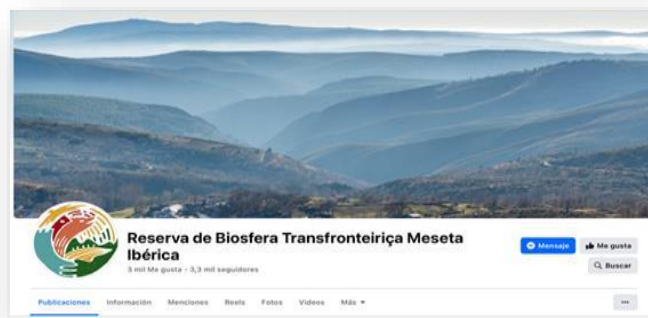 Reserva de Biosfera Transfronteiriça Meseta
Ibérica
3 mil Me gusta • 3,3 mil seguidores
Mensaje
Me gusta
Buscar
Publicaciones Información Menciones Reels Fotos Videos Más